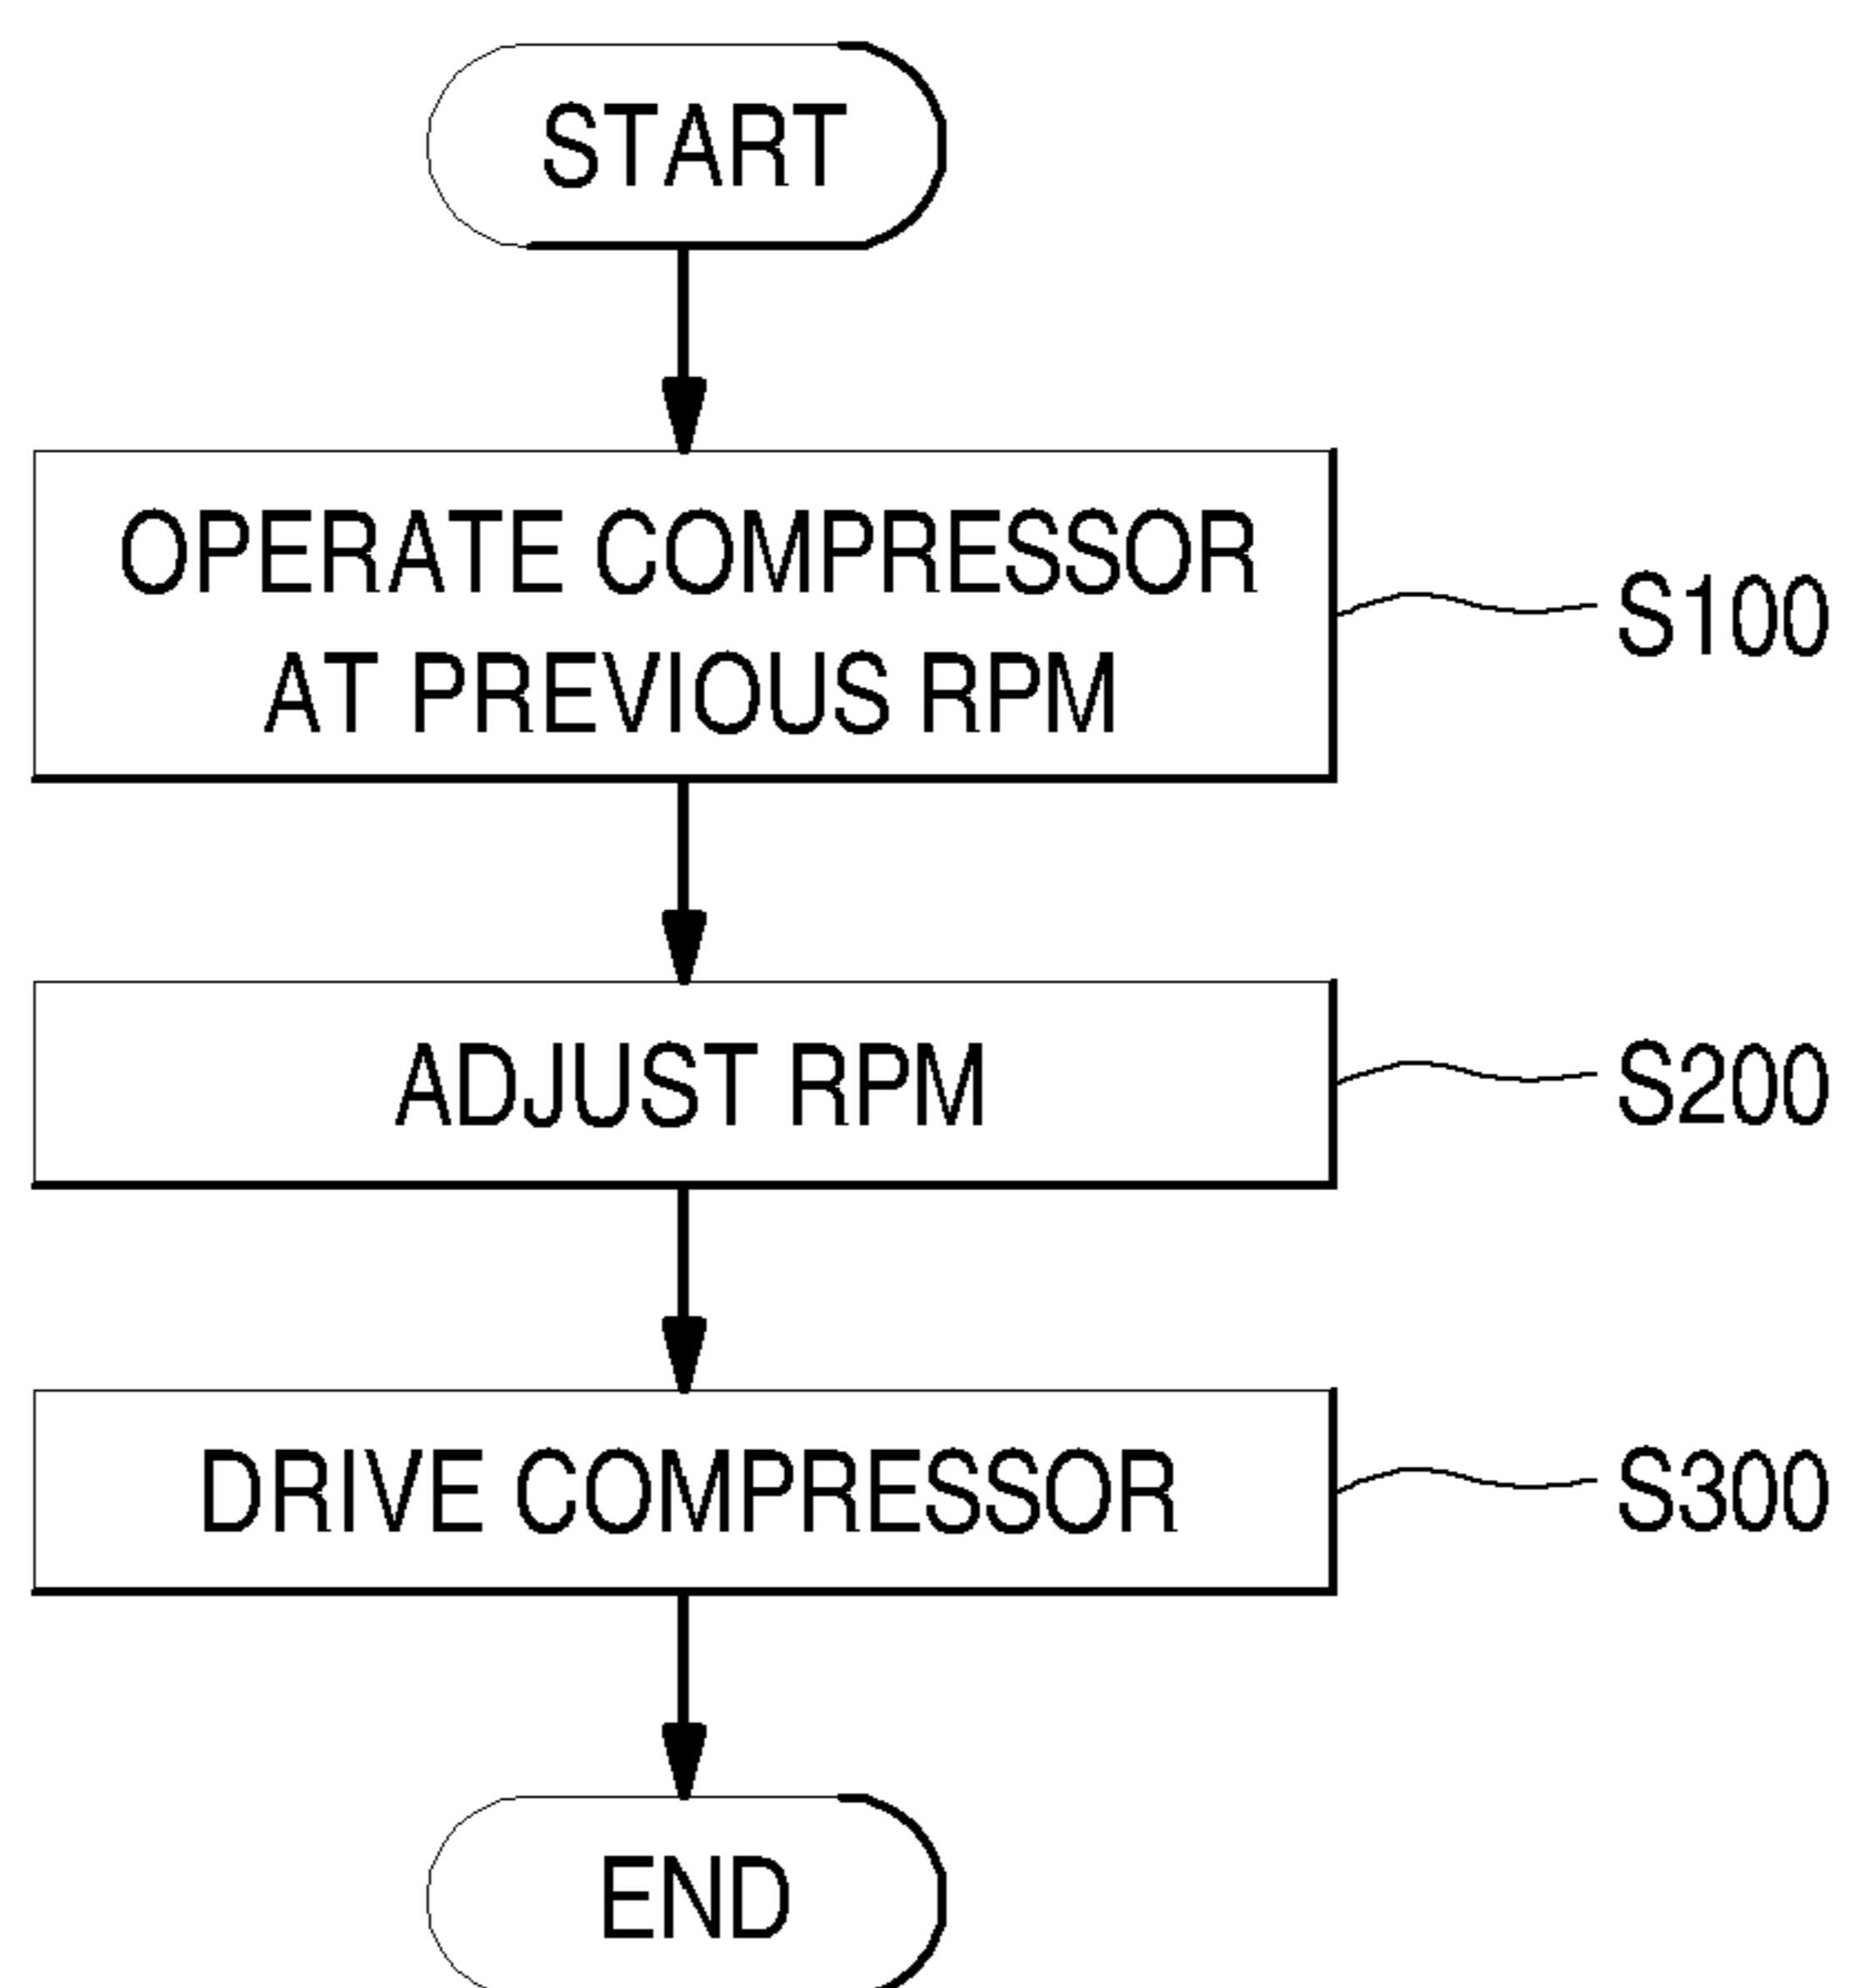 START
OPERATE COMPRESSOR
AT PREVIOUS RPM
S100
ADJUST RPM
S200
DRIVE COMPRESSOR
S300
END